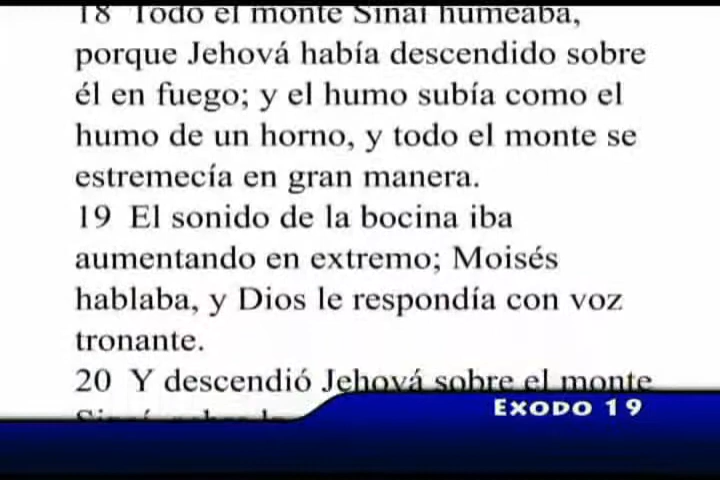 18 Todo el monte Sinaí humeaba,
porque Jehová había descendido sobre
él en fuego; y el humo subía como el
humo de un horno, y todo el monte se
estremecía en gran manera.
19 El sonido de la bocina iba
aumentando en extremo; Moisés
hablaba, y Dios le respondía con voz
tronante.
20 Y descendió Jehová sobre el monte
EXODO 19